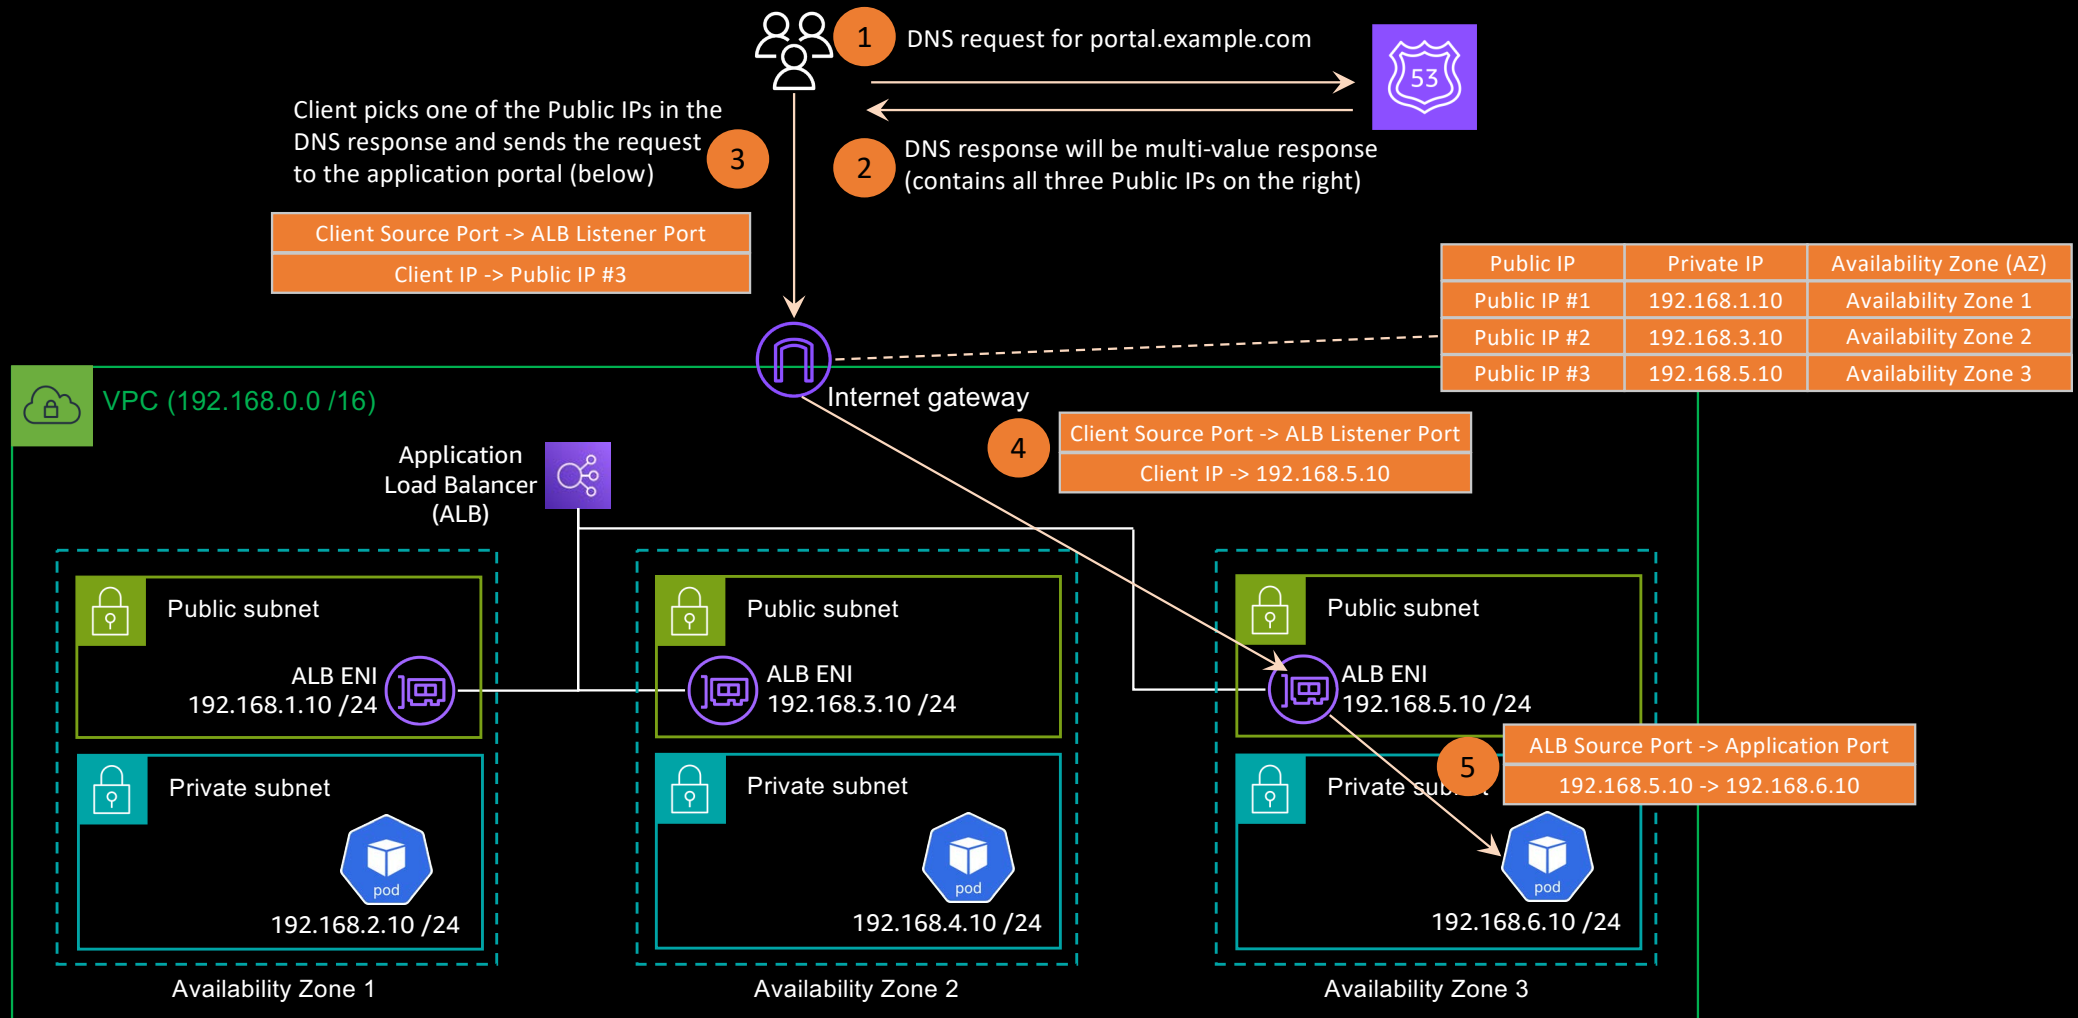 1
DNS request for portal.example.com
53
Client picks one of the Public IPs in the
DNS response and sends the request
to the application portal (below)
3
2
DNS response will be multi-value response
(contains all three Public IPs on the right)
Client Source Port -> ALB Listener Port
Client IP -> Public IP #3
Public IP Private IP Availability Zone (AZ)
Public IP #1 192.168.1.10 Availability Zone 1
Public IP #2 192.168.3.10 Availability Zone 2
Public IP #3 192.168.5.10 Availability Zone 3
VPC (192.168.0.0 /16)
Internet gateway
4
Client Source Port -> ALB Listener Port
Client IP -> 192.168.5.10
Application
Load Balancer
(ALB)
Public subnet
ALB ENI
192.168.1.10 /24
Private subnet
pod
192.168.2.10 /24
Availability Zone 1
Public subnet
ALB ENI
192.168.3.10 /24
Private subnet
pod
192.168.4.10 /24
Availability Zone 2
Public subnet
ALB ENI
192.168.5.10 /24
5
ALB Source Port -> Application Port
192.168.5.10 -> 192.168.6.10
Private subnet
pod
192.168.6.10 /24
Availability Zone 3